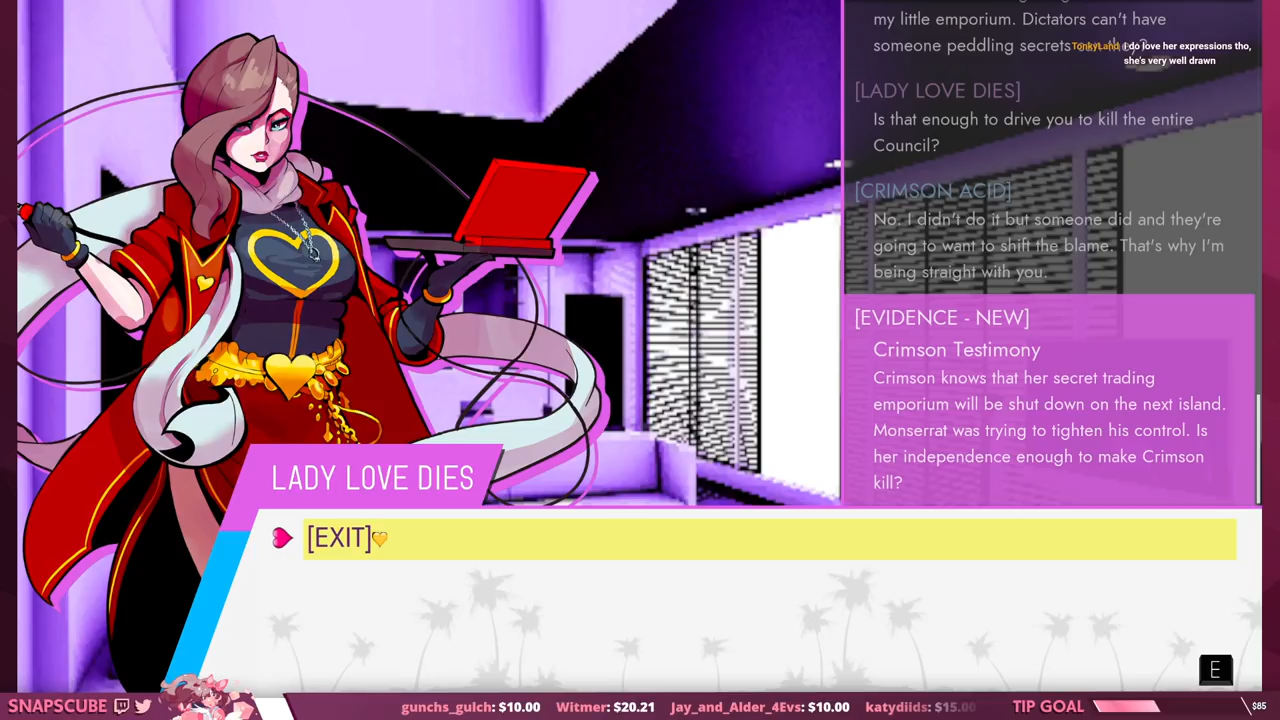 my little emporium. Dictators can't have
someone peddling secrets
TonkyLand I do love her expressions tho,
she's very well drawn
[LADY LOVE DIES]
Is that enough to drive you to kill the entire
Council?
[CRIMSON ACID]
No. I didn't do it but someone did and they're
going to want to shift the blame. That's why I'm
being straight with you.
[EVIDENCE - NEW]
Crimson Testimony
Crimson knows that her secret trading
emporium will be shut down on the next island.
Monserrat was trying to tighten his control. Is
her independence enough to make Crimson
kill?
LADY LOVE DIES
[EXIT]
E
SNAPSCUBE
gunchs_gulch: $10.00 Witmer: $20.21 Jay_and_Alder_4Evs: $10.00 katydiids: $15.00
TIP GOAL
$85